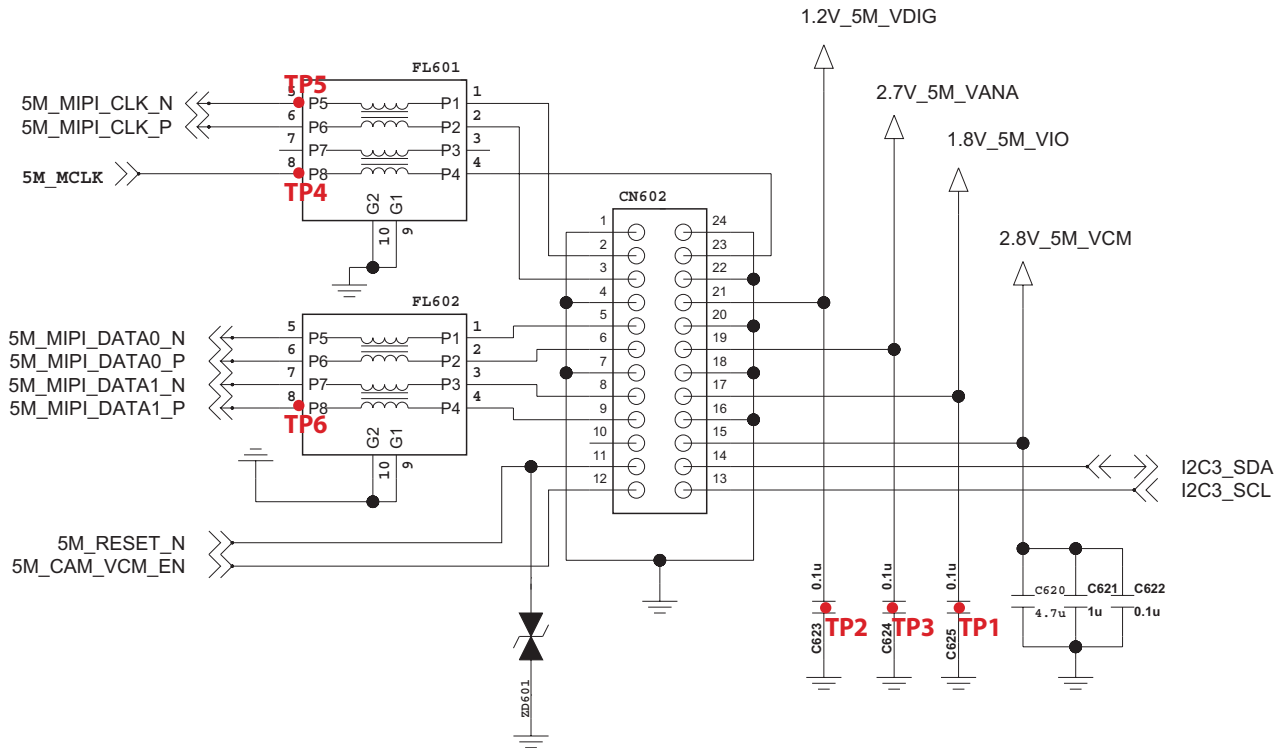 1.2V_5M_VDIG
2.7V_5M_VANA
1.8V_5M_VIO
2.8V_5M_VCM
FL601
5M_MIPI_CLK_N
5M_MIPI_CLK_P
5M_MCLK
TP5
5
6
7
8
TP4
P5 P1
P6 P2
P7 P3
P8 P4
G2 G1
10 9
1
2
3
4
CN602
1 24
2 23
3 22
4 21
5 20
6 19
7 18
8 17
9 16
10 15
11 14
12 13
FL602
5M_MIPI_DATA0_N
5M_MIPI_DATA0_P
5M_MIPI_DATA1_N
5M_MIPI_DATA1_P
5
6
7
8
TP6
P5 P1
P6 P2
P7 P3
P8 P4
G2 G1
10 9
1
2
3
4
I2C3_SDA
I2C3_SCL
5M_RESET_N
5M_CAM_VCM_EN
ZD601
0.1u
C623
TP2
0.1u
C624
TP3
0.1u
C625
TP1
C620
4.7u
C621
1u
C622
0.1u